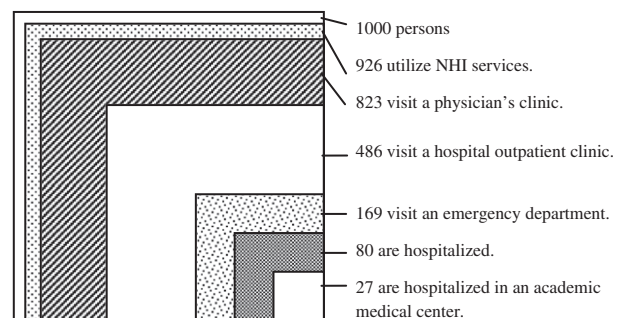 1000 persons
926 utilize NHI services.
823 visit a physician's clinic.
486 visit a hospital outpatient clinic.
169 visit an emergency department.
80 are hospitalized.
27 are hospitalized in an academic
medical center.